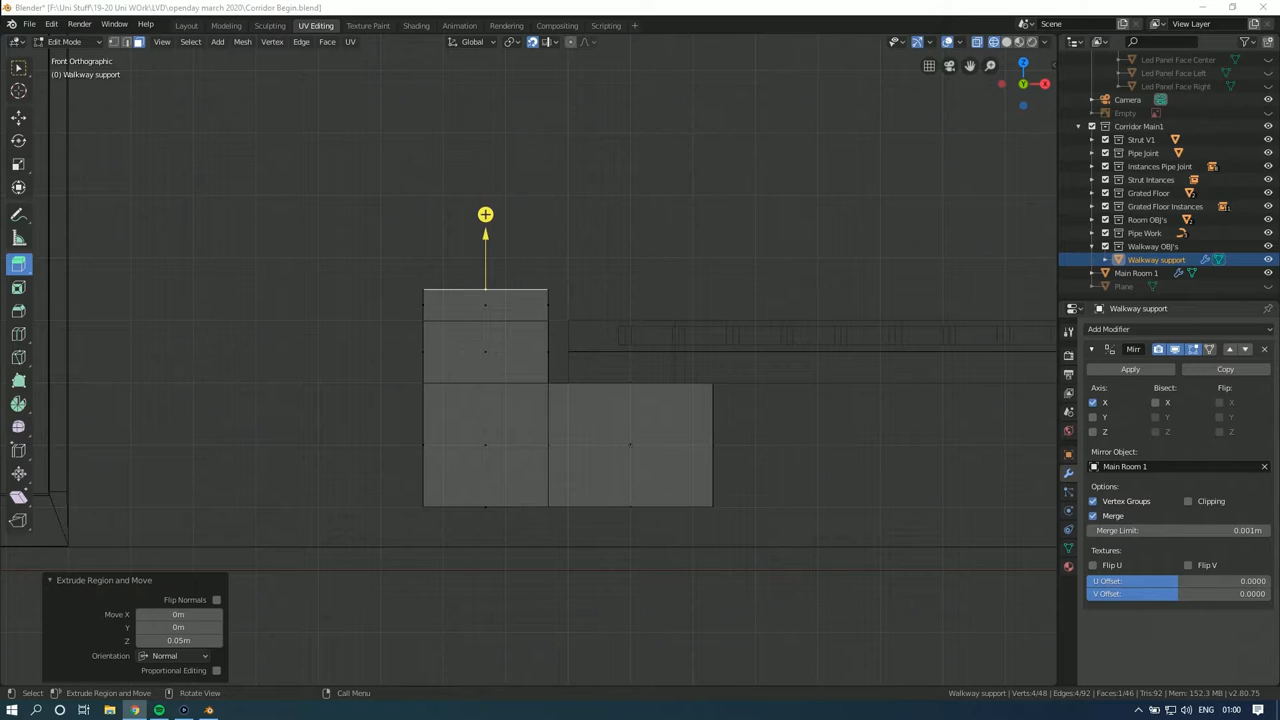 Blender* [F:\Uni Stuff\19-20 Uni WOrk\LVD\openday march 2020\Corridor Begin.blend]
File Edit Render Window Help Layout Modeling Sculpting UV Editing Texture Paint Shading Animation Rendering Compositing Scripting Scene View Layer
Edit Mode View Select Add Mesh Vertex Edge Face UV Global
Front Orthographic
(0) Walkway support
Z
X
Y
Led Panel Face Center
Led Panel Face Left
Led Panel Face Right
Camera
Empty
Corridor Main1
Strut V1
Pipe Joint
Instances Pipe Joint
Strut Intances
Grated Floor
Grated Floor Instances
Room OBJ's
Pipe Work
Walkway OBJ's
Walkway support
Main Room 1
Plane
Walkway support
Add Modifier
Mirr
Apply Copy
Axis: Bisect: Flip:
X X X
Y Y Y
Z Z Z
Mirror Object:
Main Room 1
Options:
Vertex Groups Clipping
Merge
Merge Limit: 0.001m
Textures:
Flip U Flip V
U Offset: 0.0000
V Offset: 0.0000
Extrude Region and Move
Flip Normals
Move X 0m
Y 0m
Z 0.05m
Orientation Normal
Proportional Editing
Select Extrude Region and Move Rotate View Call Menu Walkway support | Verts:4/48 | Edges:4/92 | Faces:1/46 | Tris:92 | Mem: 152.3 MB | v2.80.75
ENG 01:00